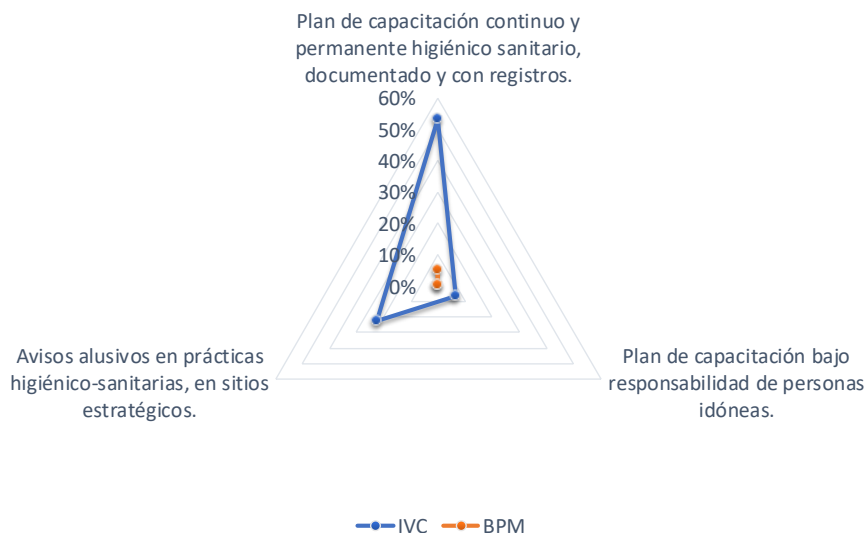 Plan de capacitación continuo y
permanente higiénico sanitario,
documentado y con registros.
60%
50%
40%
30%
20%
10%
0%
Avisos alusivos en prácticas
higiénico-sanitarias, en sitios
estratégicos.
Plan de capacitación bajo
responsabilidad de personas
idóneas.
IVC
BPM